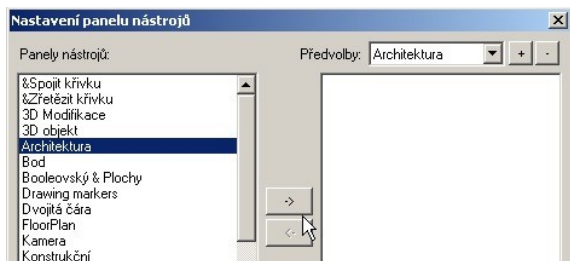 Nastavení panelu nástrojů
Panely nástrojů:
Předvolby: Architektura + -
&Spojit křivku
&Zřetězit křivku
3D Modifikace
3D objekt
Architektura
Bod
Booleovský & Plochy
Drawing markers
Dvojitá čára
FloorPlan
Kamera
Konstrukční
->
<-